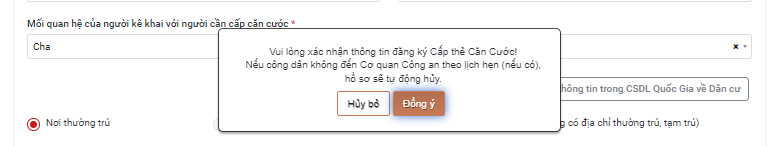 Mối quan hệ của người kê khai với người cần cấp căn cước *
Cha
×
Vui lòng xác nhận thông tin đăng ký Cấp thẻ Căn Cước!
Nếu công dân không đến Cơ quan Công an theo lịch hẹn (nếu có),
hồ sơ sẽ tự động hủy.
thông tin trong CSDL Quốc Gia về Dân cư
Hủy bỏ Đồng ý
Nơi thường trú
có địa chỉ thường trú, tạm trú)